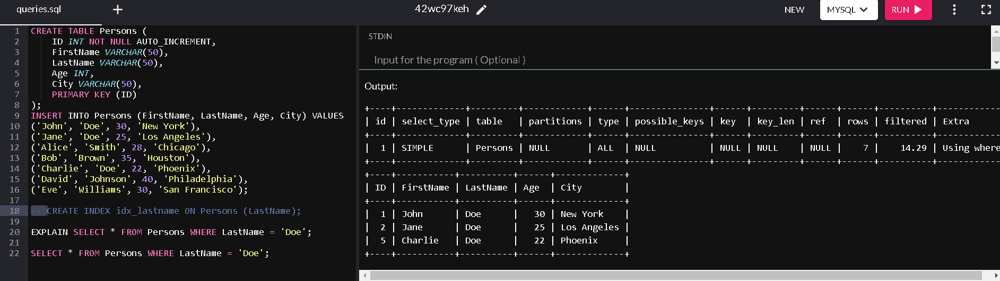 queries.sql + 42wc97keh NEW MYSQL RUN
1 CREATE TABLE Persons (
2 ID INT NOT NULL AUTO_INCREMENT,
3 FirstName VARCHAR(50),
4 LastName VARCHAR(50),
5 Age INT,
6 City VARCHAR(50),
7 PRIMARY KEY (ID)
8 );
9 INSERT INTO Persons (FirstName, LastName, Age, City) VALUES
10 ('John', 'Doe', 30, 'New York'),
11 ('Jane', 'Doe', 25, 'Los Angeles'),
12 ('Alice', 'Smith', 28, 'Chicago'),
13 ('Bob', 'Brown', 35, 'Houston'),
14 ('Charlie', 'Doe', 22, 'Phoenix'),
15 ('David', 'Johnson', 40, 'Philadelphia'),
16 ('Eve', 'Williams', 30, 'San Francisco');
17
18 -- CREATE INDEX idx_lastname ON Persons (LastName);
19
20 EXPLAIN SELECT * FROM Persons WHERE LastName = 'Doe';
21
22 SELECT * FROM Persons WHERE LastName = 'Doe';
STDIN
Input for the program ( Optional )
Output:
+----+-------------+---------+------------+------+---------------+------+---------+------+------+----------+------------
| id | select_type | table | partitions | type | possible_keys | key | key_len | ref | rows | filtered | Extra
+----+-------------+---------+------------+------+---------------+------+---------+------+------+----------+------------
| 1 | SIMPLE | Persons | NULL | ALL | NULL | NULL | NULL | NULL | 7 | 14.29 | Using where
+----+-------------+---------+------------+------+---------------+------+---------+------+------+----------+------------
+----+-----------+----------+------+-------------+
| ID | FirstName | LastName | Age | City |
+----+-----------+----------+------+-------------+
| 1 | John | Doe | 30 | New York |
| 2 | Jane | Doe | 25 | Los Angeles |
| 5 | Charlie | Doe | 22 | Phoenix |
+----+-----------+----------+------+-------------+